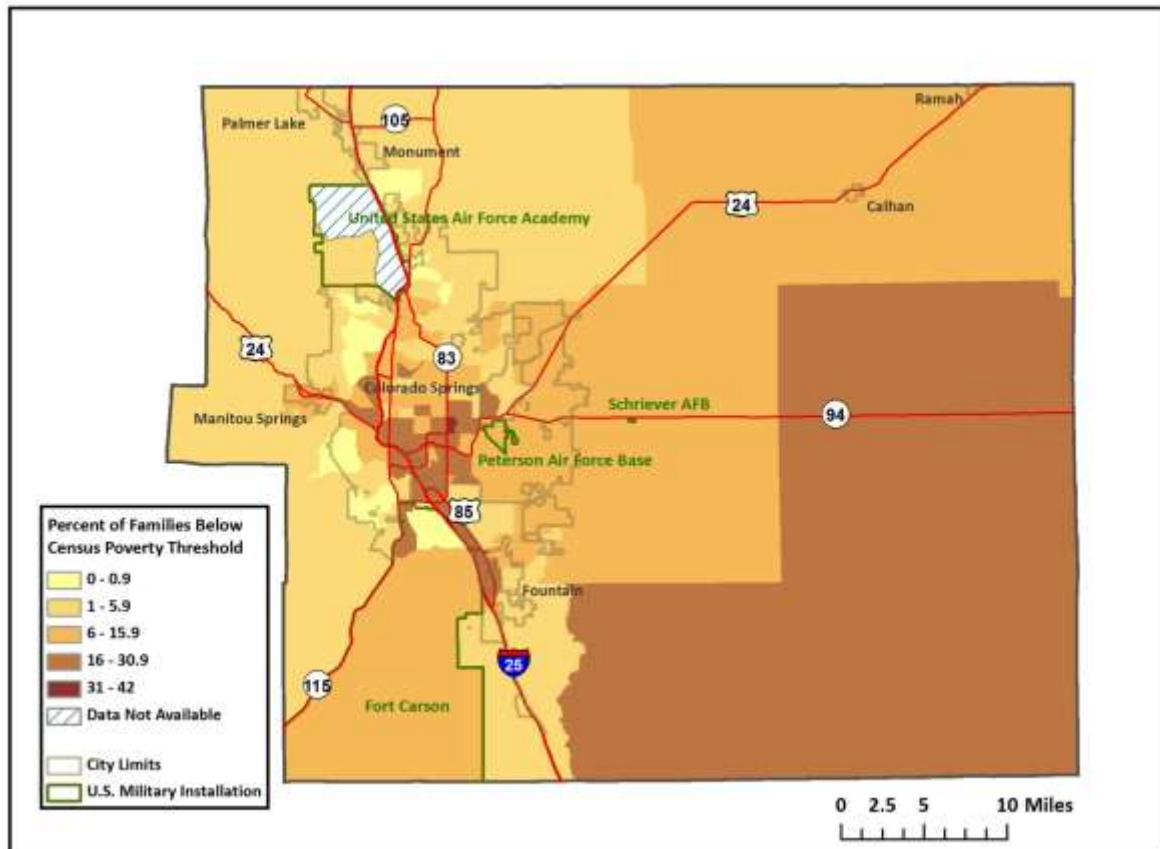 Ramah
Palmer Lake
105
Monument
24
Calhan
United States Air Force Academy
24
83
Colorado Springs
Schriever AFB
94
Manitou Springs
Peterson Air Force Base
85
Fountain
25
115
Fort Carson
Percent of Families Below
Census Poverty Threshold
0 - 0.9
1 - 5.9
6 - 15.9
16 - 30.9
31 - 42
Data Not Available
City Limits
U.S. Military Installation
0 2.5 5 10 Miles